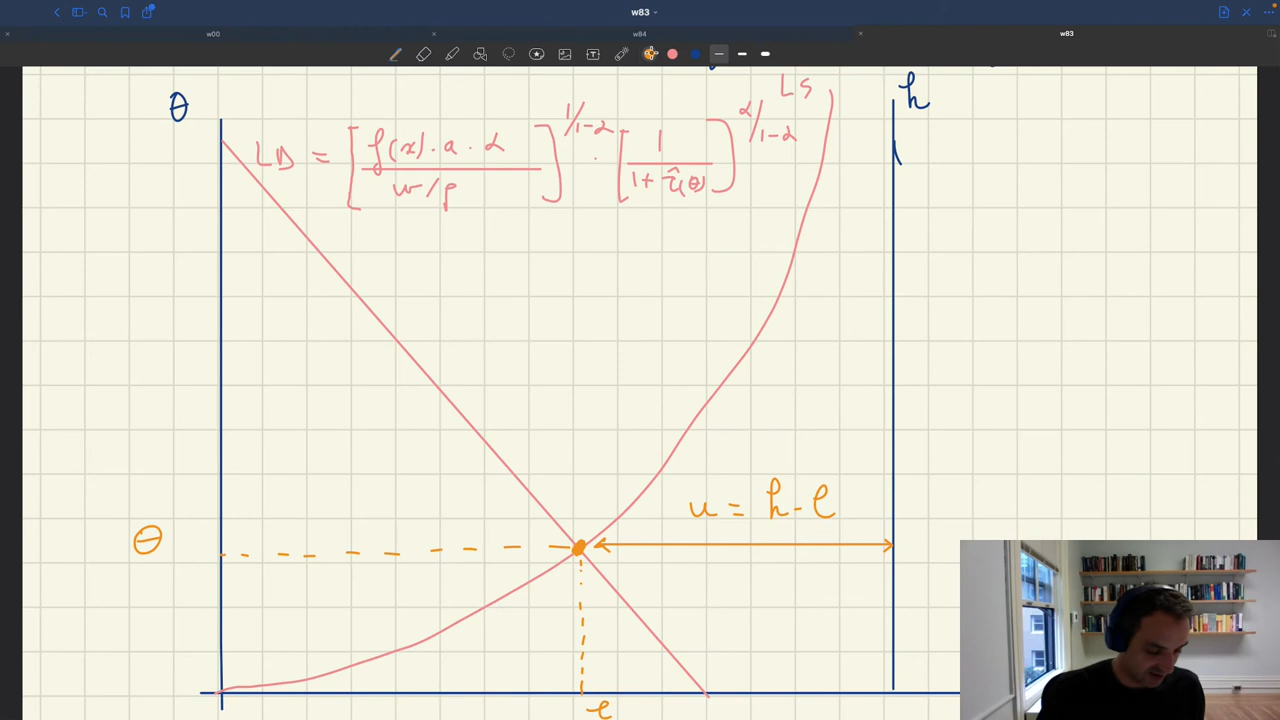 w83
w00
w84
w83
θ
LS
h
LD = [f(x) · a · α / w/p]^1/1-α · [1 / 1 + τ̂(θ)]^α/1-α
u = h - l
θ
l